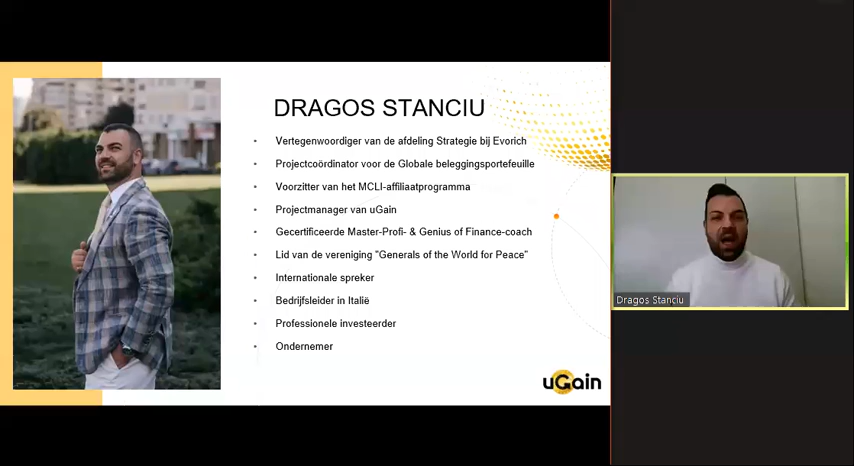 DRAGOS STANCIU
Vertegenwoordiger van de afdeling Strategie bij Evorich
Projectcoördinator voor de Globale beleggingsportefeuille
Voorzitter van het MCLI-affiliaatprogramma
Projectmanager van uGain
Gecertificeerde Master-Profi- & Genius of Finance-coach
Lid van de vereniging "Generals of the World for Peace"
Internationale spreker
Bedrijfsleider in Italië
Professionele investeerder
Ondernemer
uGain
Dragos Stanciu